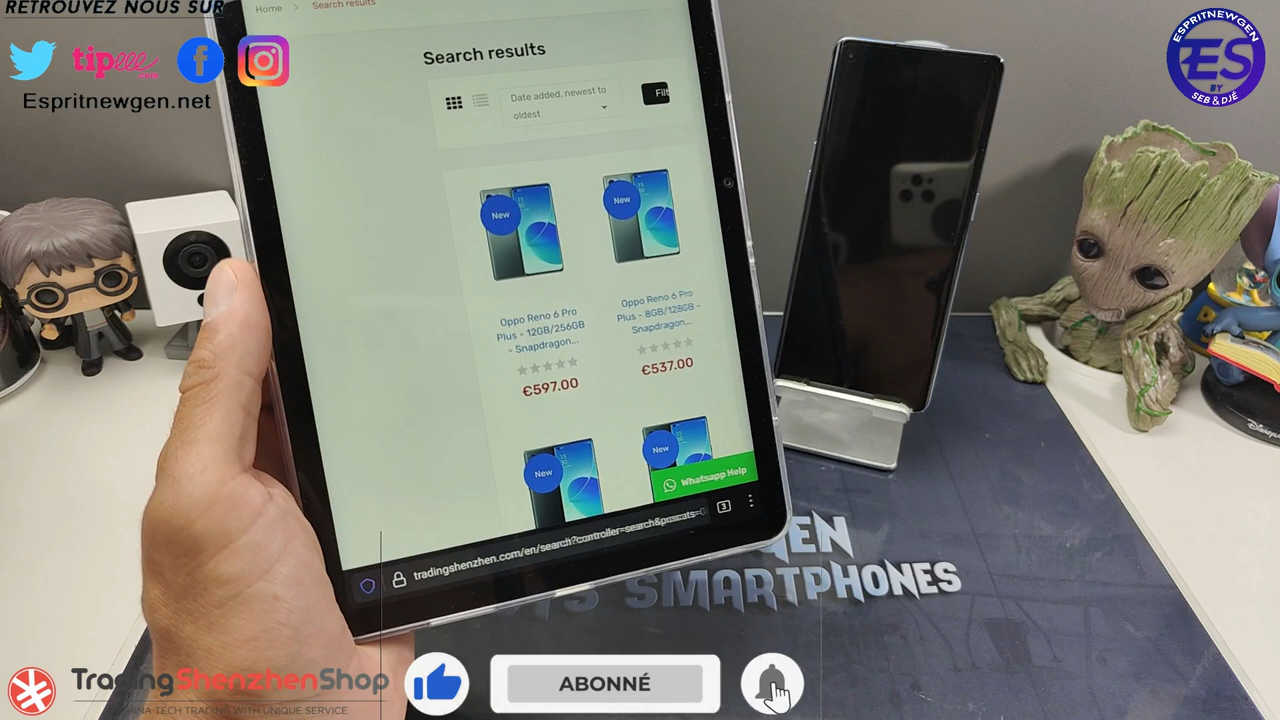 RETROUVEZ NOUS SUR
tipeee
.com
Espritnewgen.net
ESPRITNEWGEN
ES
BY
SEB & DJÉ
Home > Search results
Search results
Date added, newest to
oldest
Filt
New
New
Oppo Reno 6 Pro
Plus - 12GB/256GB
- Snapdragon...
€597.00
Oppo Reno 6 Pro
Plus - 8GB/128GB -
Snapdragon...
€537.00
New
New
Whatsapp Help
tradingshenzhen.com/en/search?controller=search&poscats=0
3
GEN
SMARTPHONES
Disney
TradingShenzhenShop
CHINA TECH TRADING WITH UNIQUE SERVICE
ABONNÉ